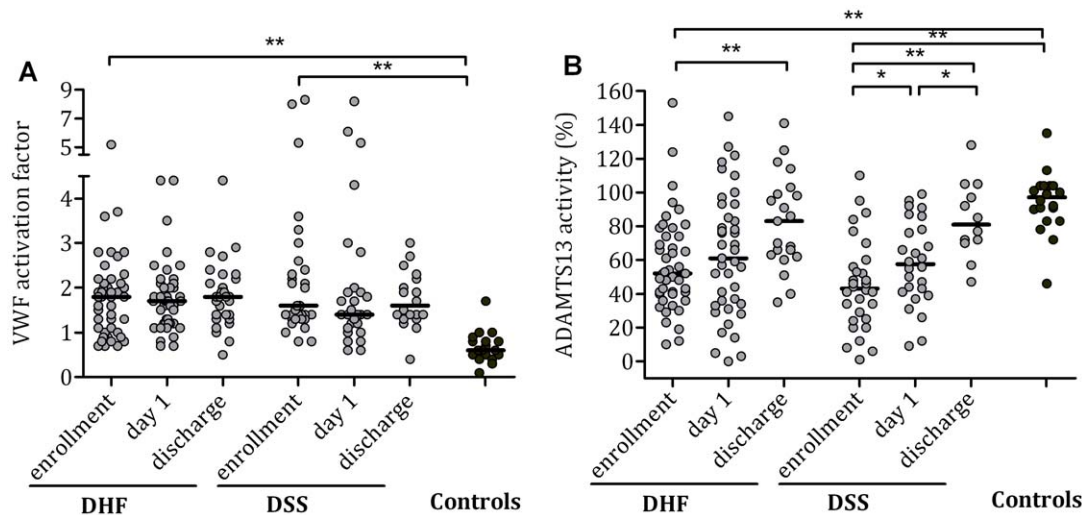 **
**
A
VWF activation factor
9
7
5
4
3
2
1
0
enrollment
day 1
discharge
enrollment
day 1
discharge
DHF
DSS
Controls
**
**
**
**
*
*
B
ADAMTS13 activity (%)
160
140
120
100
80
60
40
20
0
enrollment
day 1
discharge
enrollment
day 1
discharge
DHF
DSS
Controls